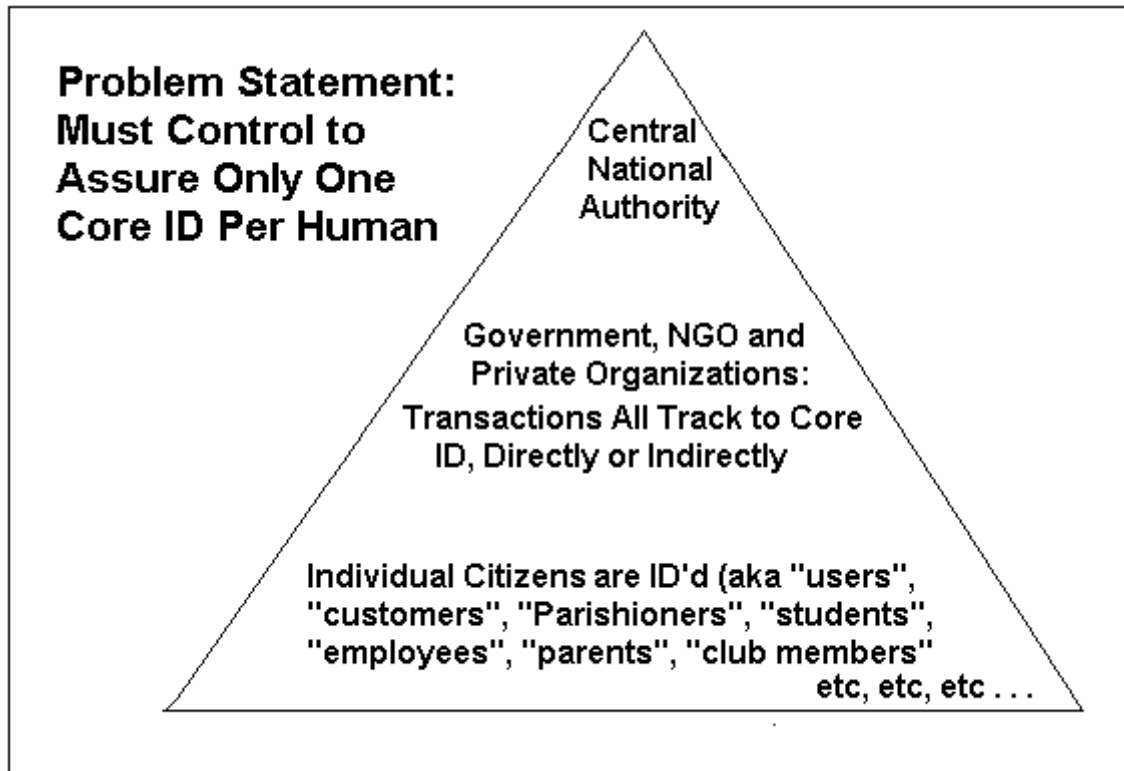 Problem Statement:
Must Control to
Assure Only One
Core ID Per Human
Central
National
Authority
Government, NGO and
Private Organizations:
Transactions All Track to Core
ID, Directly or Indirectly
Individual Citizens are ID'd (aka "users",
"customers", "Parishioners", "students",
"employees", "parents", "club members"
etc, etc, etc . . .